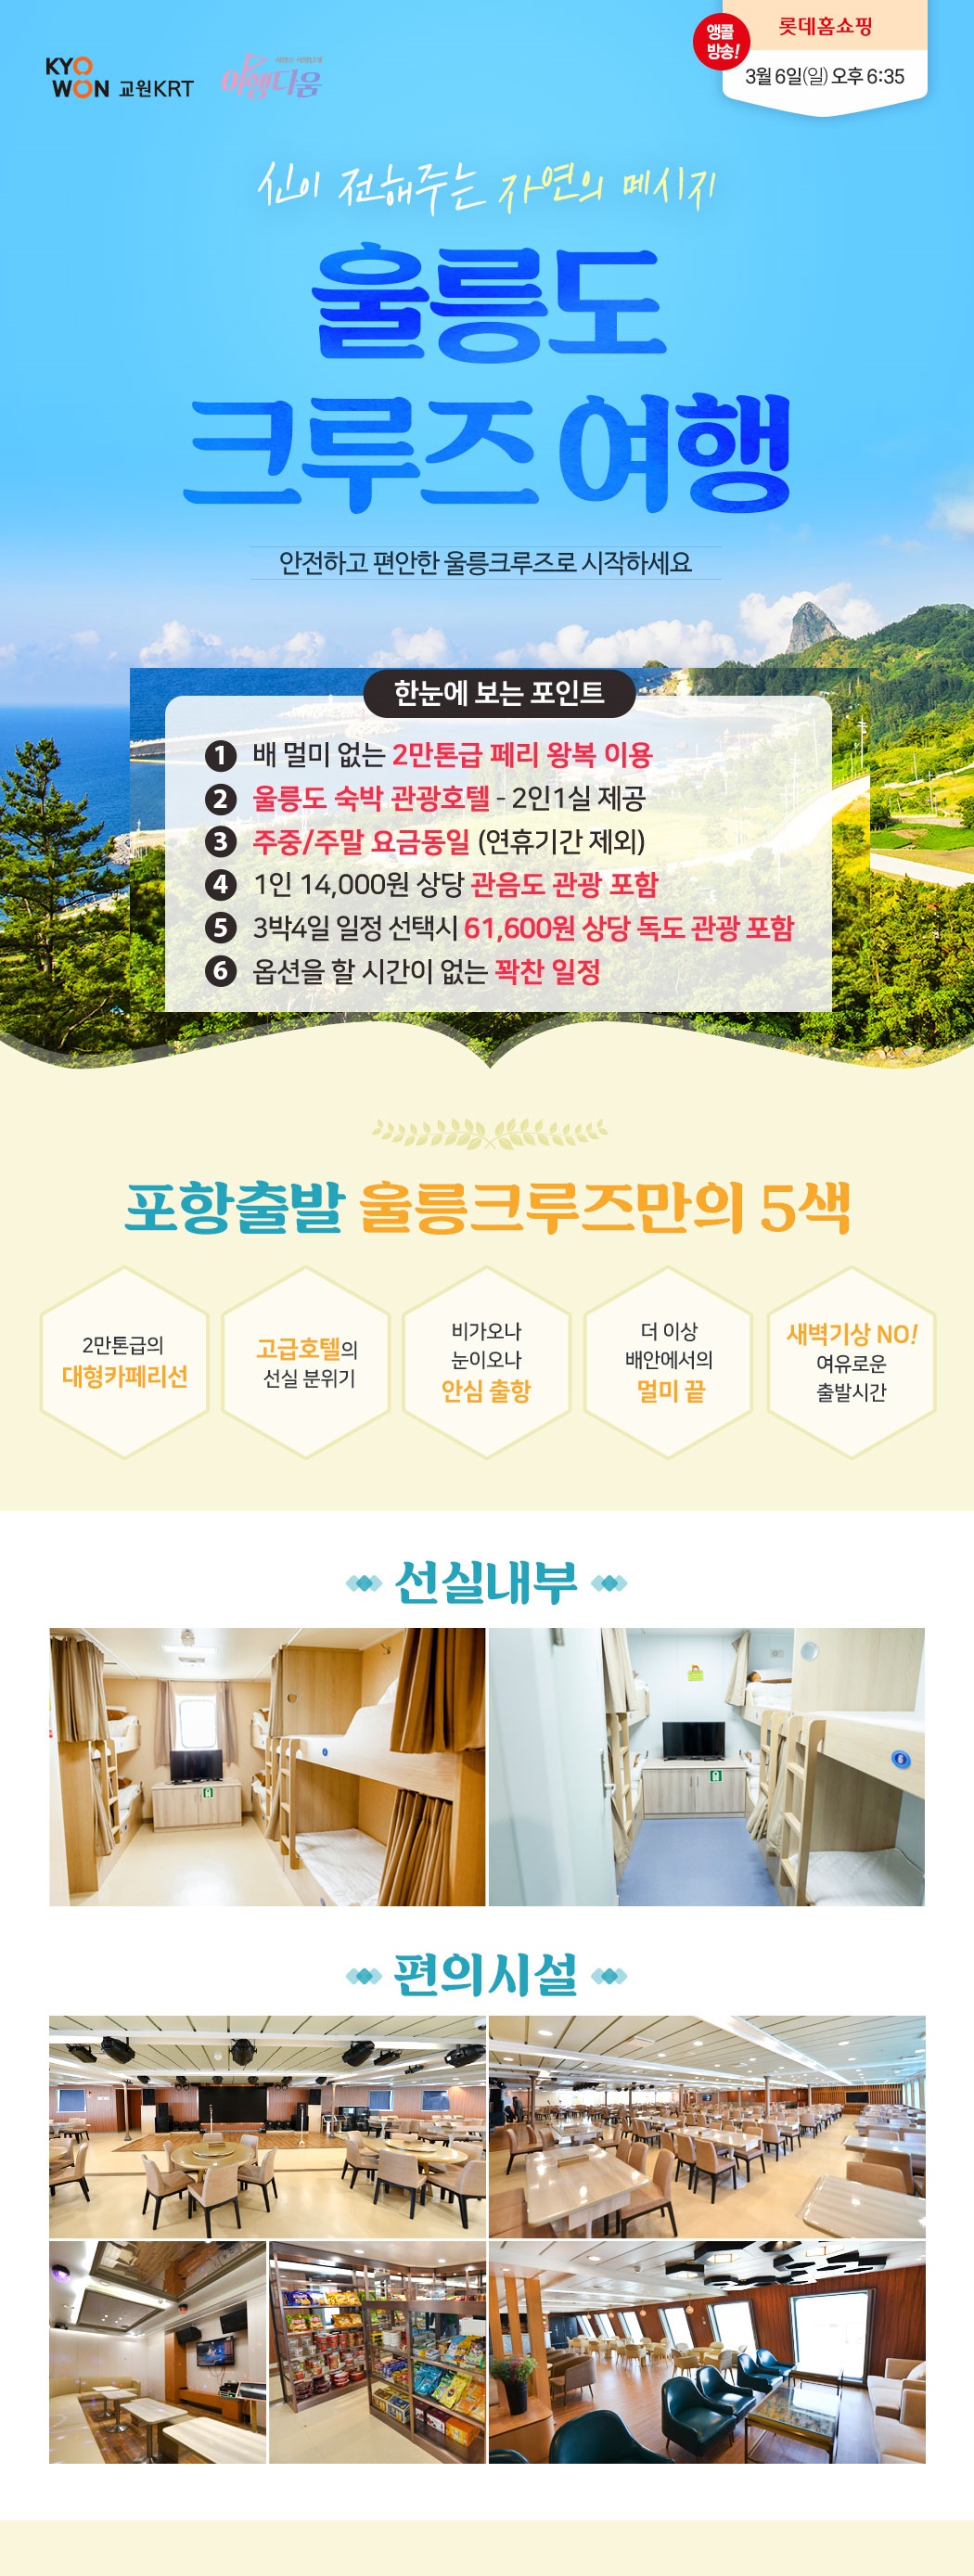 KYO
WON 교원KRT
여행다움
앵콜
방송!
롯데홈쇼핑
3월 6일(일) 오후 6:35
신이 전해주는 자연의 메시지
울릉도
크루즈 여행
안전하고 편안한 울릉크루즈로 시작하세요
한눈에 보는 포인트
1 배 멀미 없는 2만톤급 페리 왕복 이용
2 울릉도 숙박 관광호텔 - 2인1실 제공
3 주중/주말 요금동일 (연휴기간 제외)
4 1인 14,000원 상당 관음도 관광 포함
5 3박4일 일정 선택시 61,600원 상당 독도 관광 포함
6 옵션을 할 시간이 없는 꽉찬 일정
포항출발 울릉크루즈만의 5색
2만톤급의
대형카페리선
고급호텔의
선실 분위기
비가오나
눈이오나
안심 출항
더 이상
배안에서의
멀미 끝
새벽기상 NO!
여유로운
출발시간
선실내부
편의시설